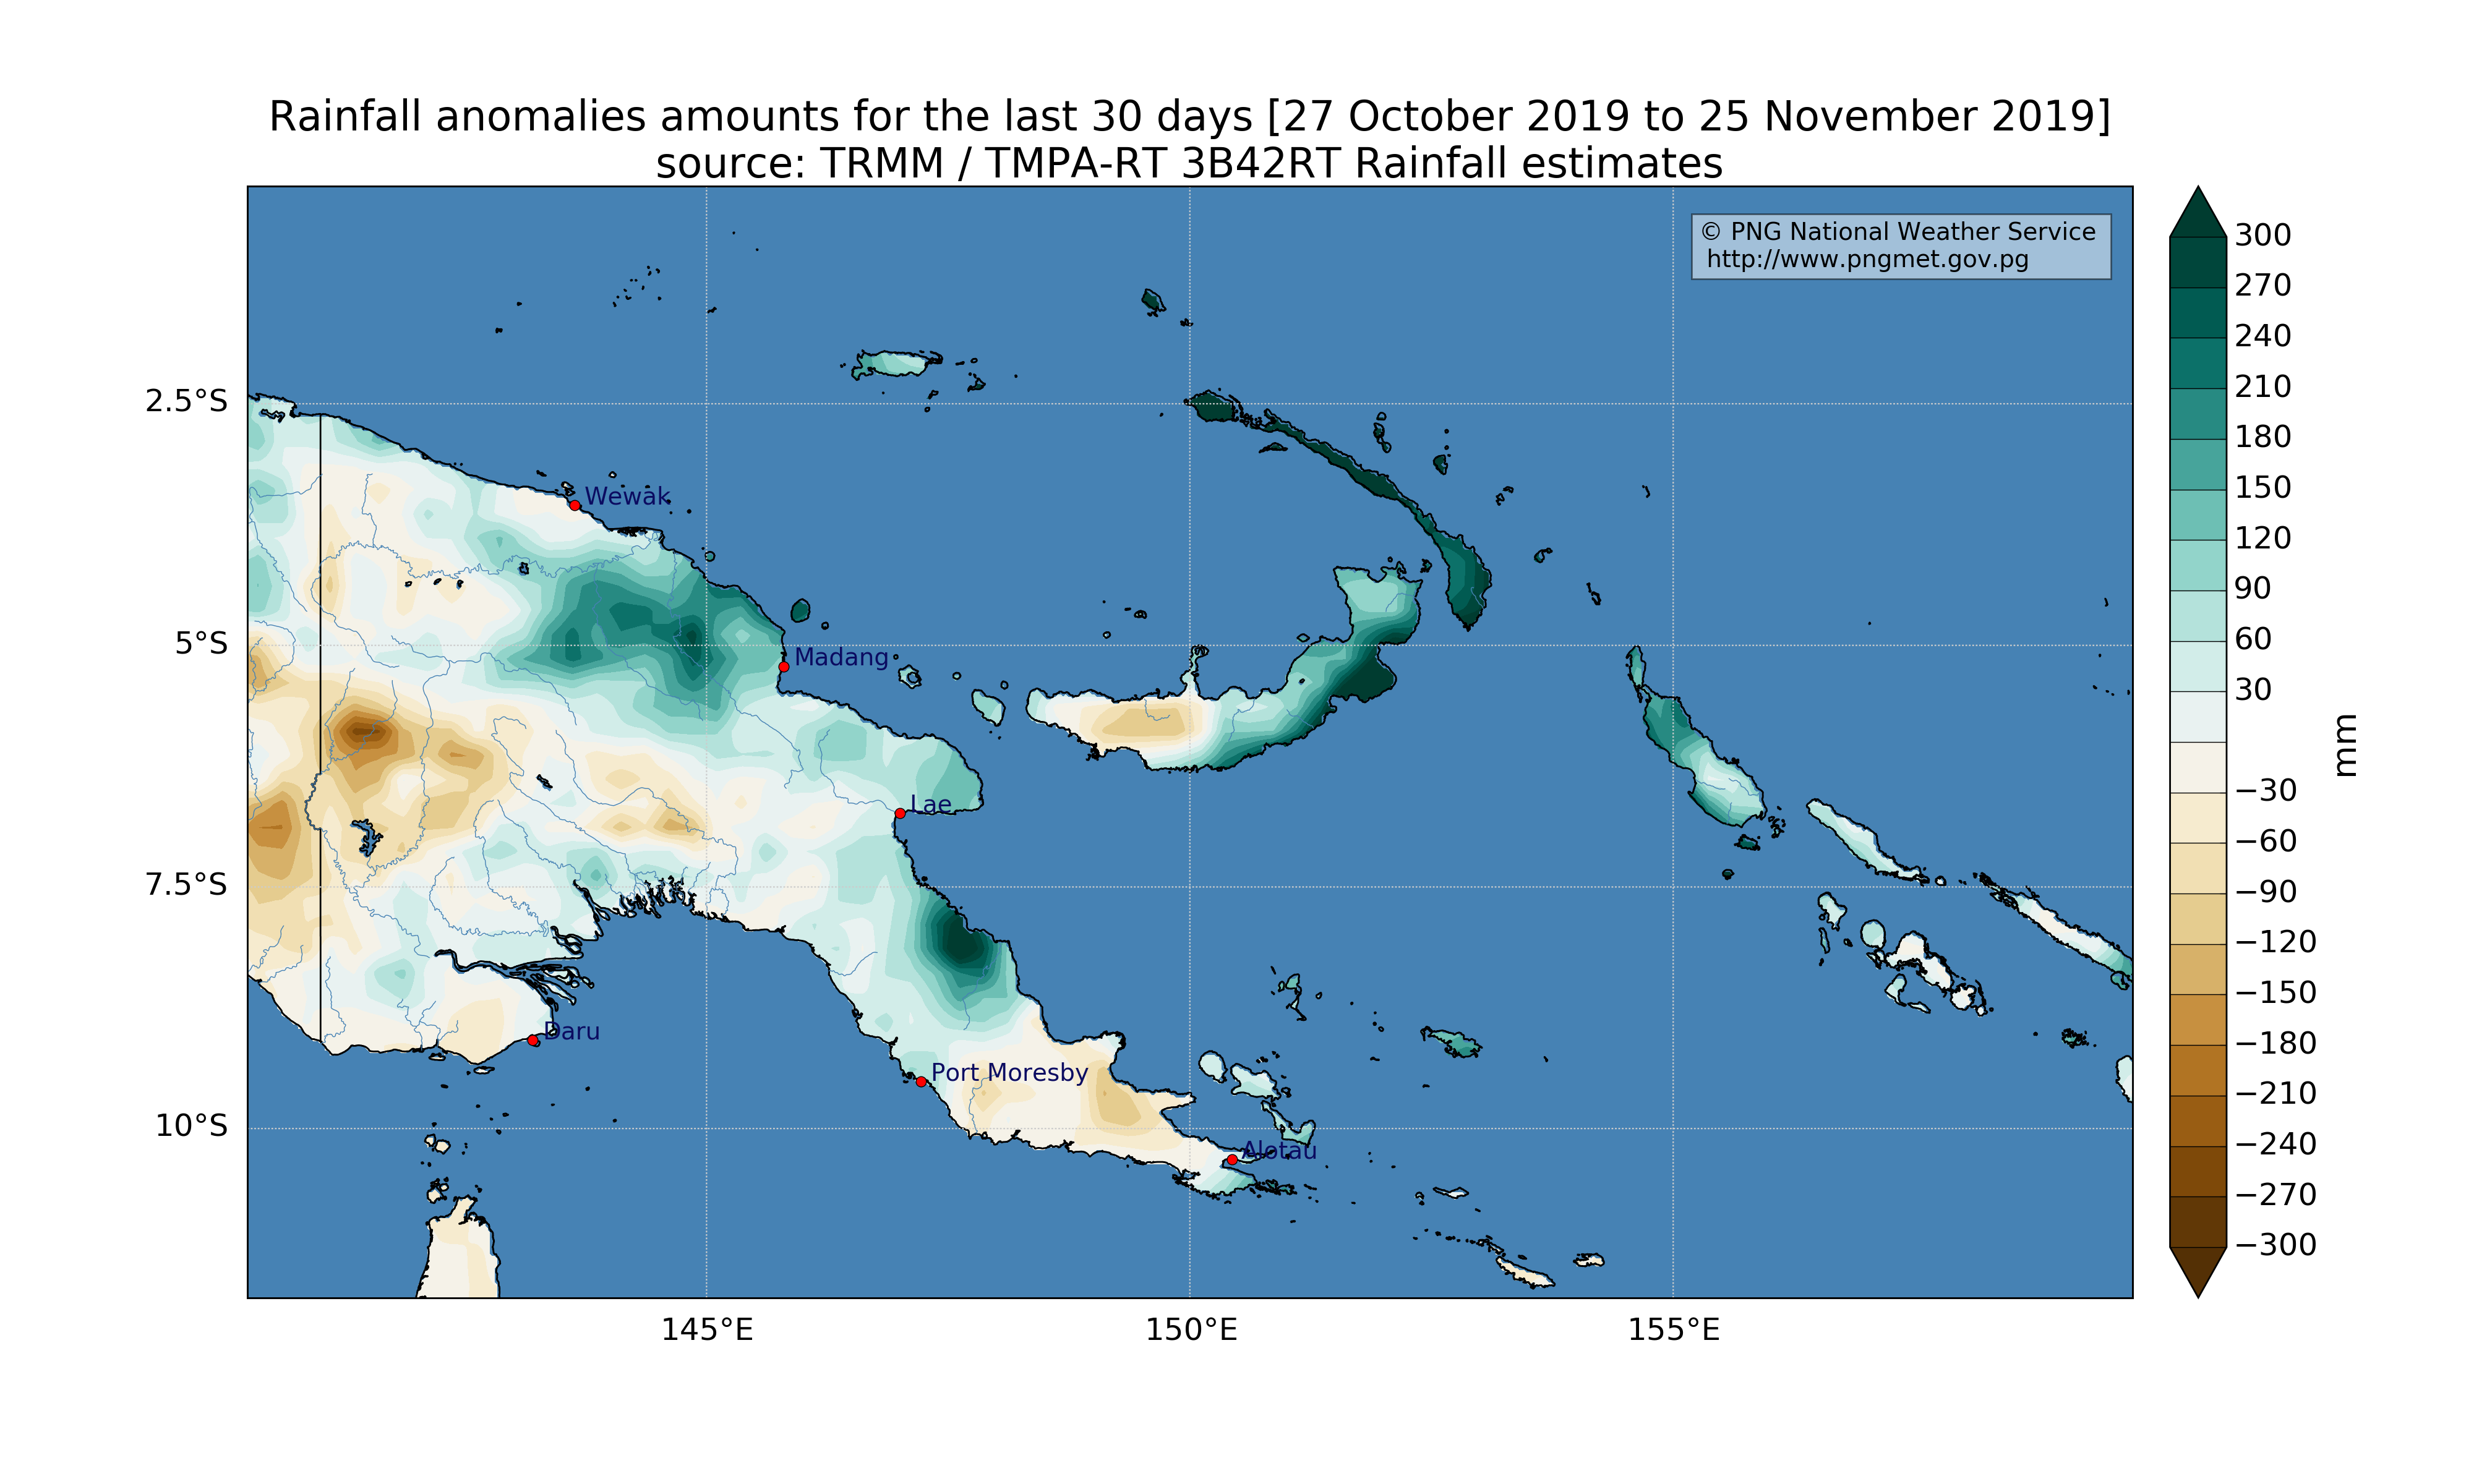 Rainfall anomalies amounts for the last 30 days [27 October 2019 to 25 November 2019]
source: TRMM / TMPA-RT 3B42RT Rainfall estimates
© PNG National Weather Service
http://www.pngmet.gov.pg
2.5°S
5°S
7.5°S
10°S
145°E
150°E
155°E
Wewak
Madang
Lae
Daru
Port Moresby
Alotau
300
270
240
210
180
150
120
90
60
30
−30
−60
−90
−120
−150
−180
−210
−240
−270
−300
mm